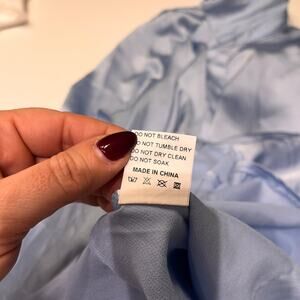 DO NOT BLEACH
DO NOT TUMBLE DRY
DO NOT DRY CLEAN
DO NOT SOAK
MADE IN CHINA